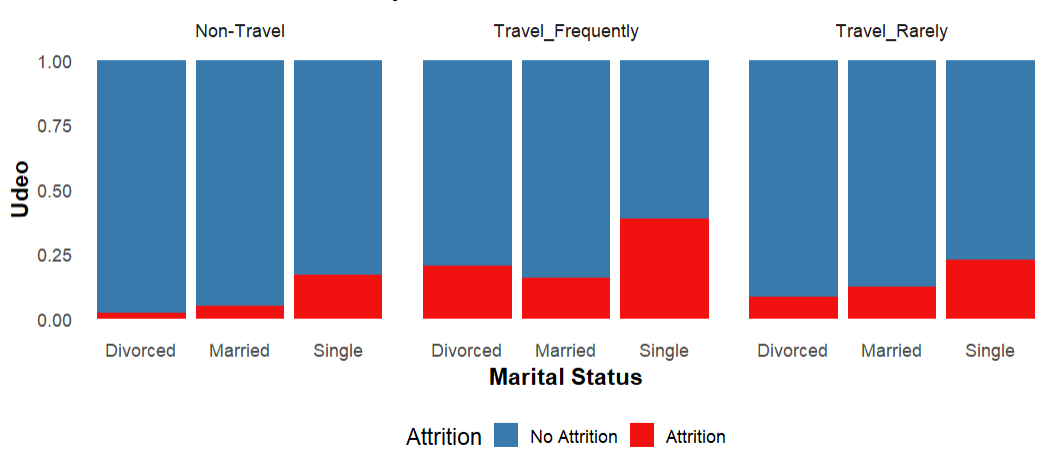 Non-Travel Travel_Frequently Travel_Rarely
1.00
0.75
0.50
0.25
0.00
Udeo
Divorced Married Single Divorced Married Single Divorced Married Single
Marital Status
Attrition No Attrition Attrition